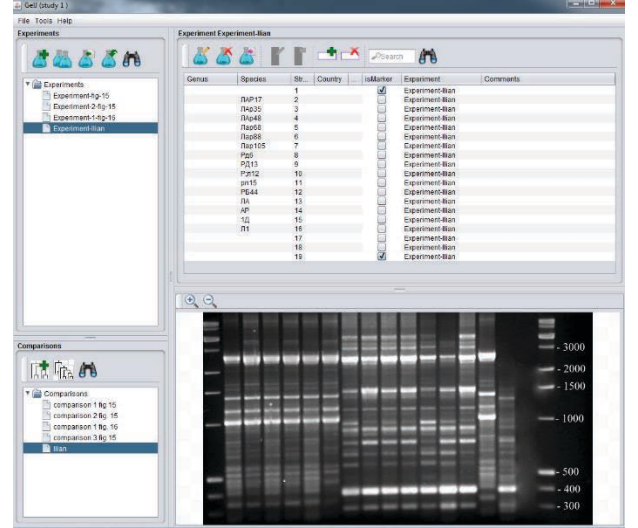 GelJ (study 1 )
File Tools Help
Experiments
Experiments
Experiment-fig-15
Experiment-2-fig-15
Experiment-1-fig-16
Experiment-Ilian
Experiment Experiment-Ilian
Search
Genus Species Str... Country ... isMarker Experiment Comments
1 Experiment-Ilian
ЛАР17 2 Experiment-Ilian
ЛАр35 3 Experiment-Ilian
ЛАр48 4 Experiment-Ilian
Лар68 5 Experiment-Ilian
Лар88 6 Experiment-Ilian
Лар105 7 Experiment-Ilian
Рд6 8 Experiment-Ilian
РД13 9 Experiment-Ilian
10 Experiment-Ilian
рп15 11 Experiment-Ilian
РБ44 12 Experiment-Ilian
ЛА 13 Experiment-Ilian
АР 14 Experiment-Ilian
1Д 15 Experiment-Ilian
Л1 16 Experiment-Ilian
17 Experiment-Ilian
18 Experiment-Ilian
19 Experiment-Ilian
Comparisons
Comparisons
comparison 1 fig 15
comparison 2 fig. 15
comparison 1 fig. 16
comparison 3 fig 15
Ilian
- 3000
- 2000
- 1500
- 1000
- 500
- 400
- 300